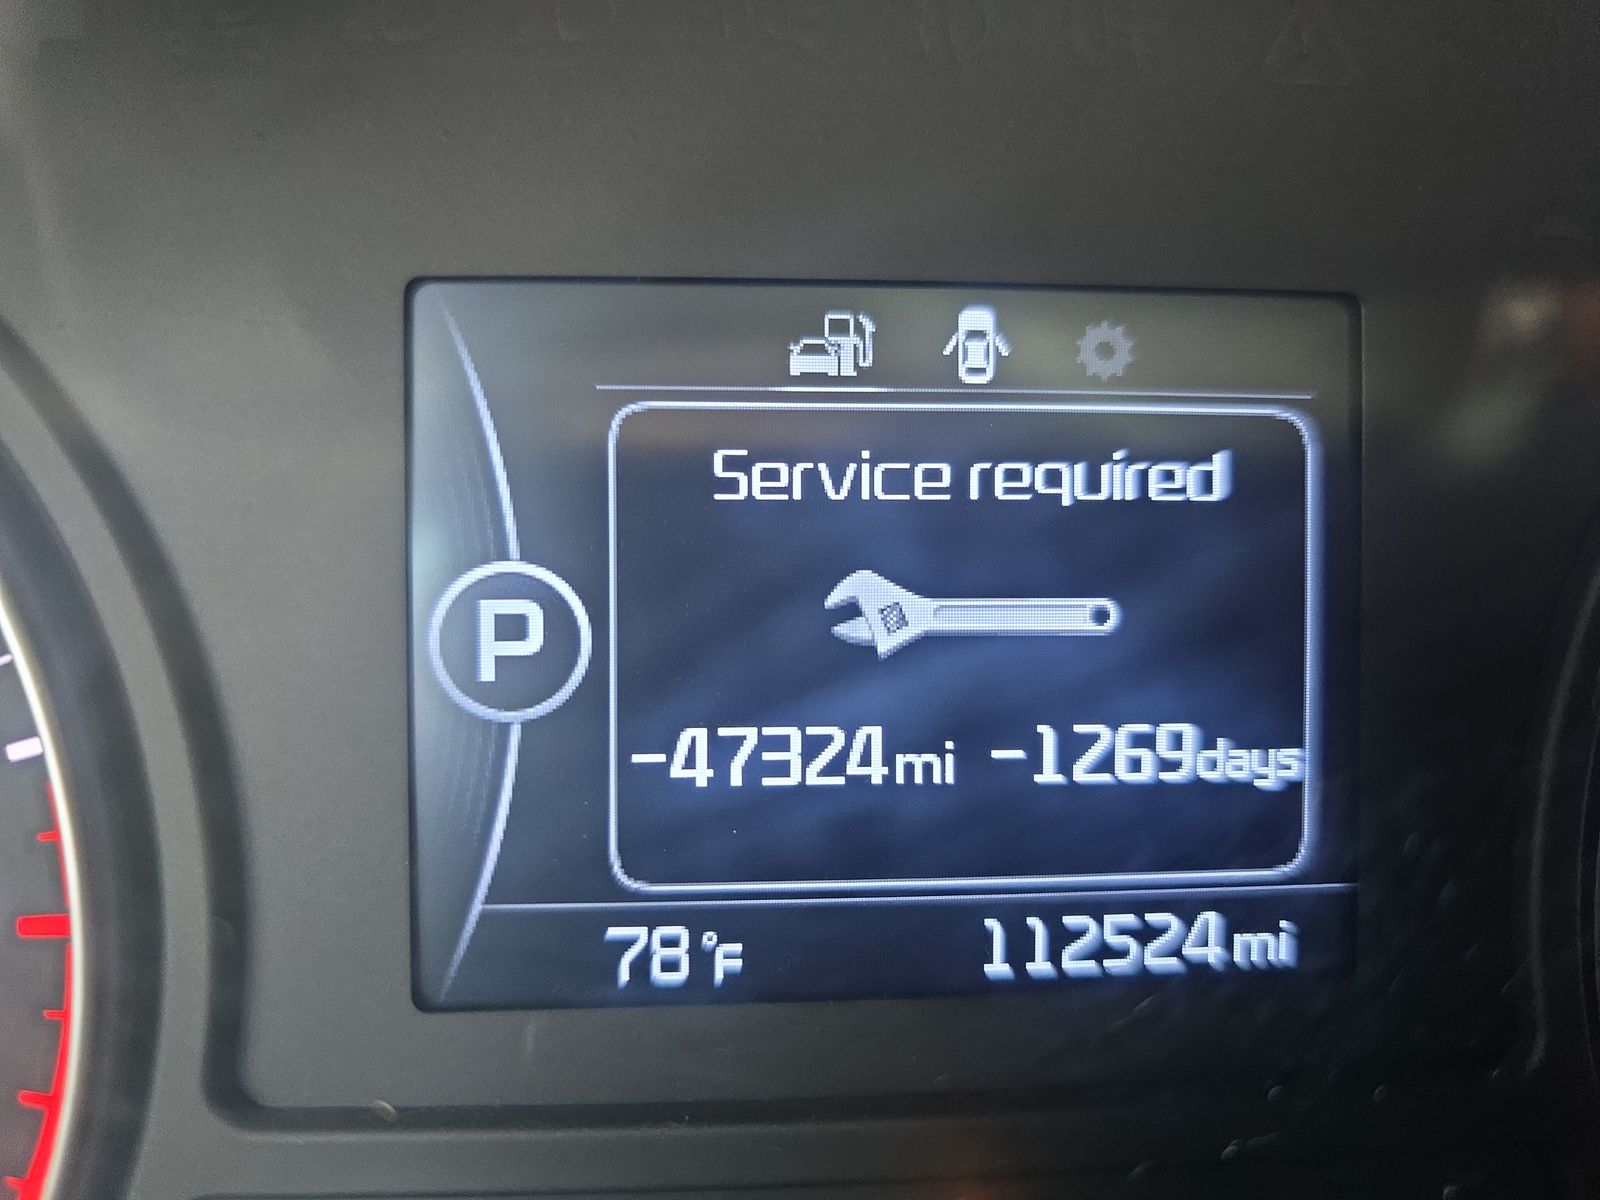 Service required
P
-47324mi -1269days
78°F 112524mi